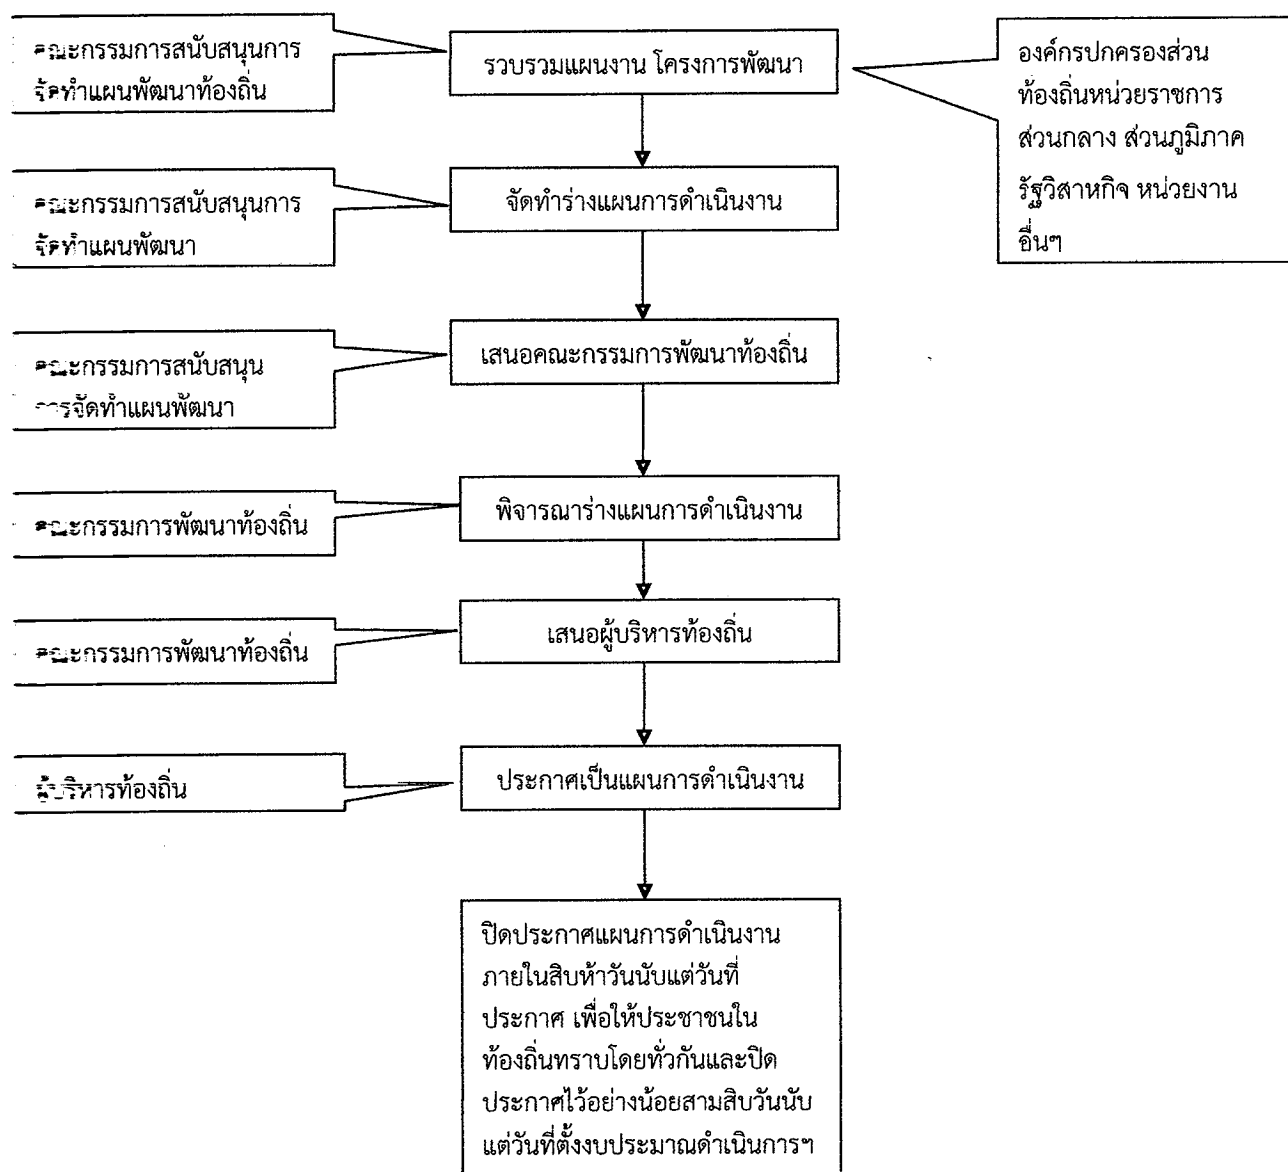 คณะกรรมการสนับสนุนการ
จัดทำแผนพัฒนาท้องถิ่น
รวบรวมแผนงาน โครงการพัฒนา
องค์กรปกครองส่วน
ท้องถิ่นหน่วยราชการ
ส่วนกลาง ส่วนภูมิภาค
รัฐวิสาหกิจ หน่วยงาน
อื่นๆ
คณะกรรมการสนับสนุนการ
จัดทำแผนพัฒนา
จัดทำร่างแผนการดำเนินงาน
คณะกรรมการสนับสนุน
การจัดทำแผนพัฒนา
เสนอคณะกรรมการพัฒนาท้องถิ่น
คณะกรรมการพัฒนาท้องถิ่น
พิจารณาร่างแผนการดำเนินงาน
คณะกรรมการพัฒนาท้องถิ่น
เสนอผู้บริหารท้องถิ่น
ผู้บริหารท้องถิ่น
ประกาศเป็นแผนการดำเนินงาน
ปิดประกาศแผนการดำเนินงาน
ภายในสิบห้าวันนับแต่วันที่
ประกาศ เพื่อให้ประชาชนใน
ท้องถิ่นทราบโดยทั่วกันและปิด
ประกาศไว้อย่างน้อยสามสิบวันนับ
แต่วันที่ตั้งงบประมาณดำเนินการฯ